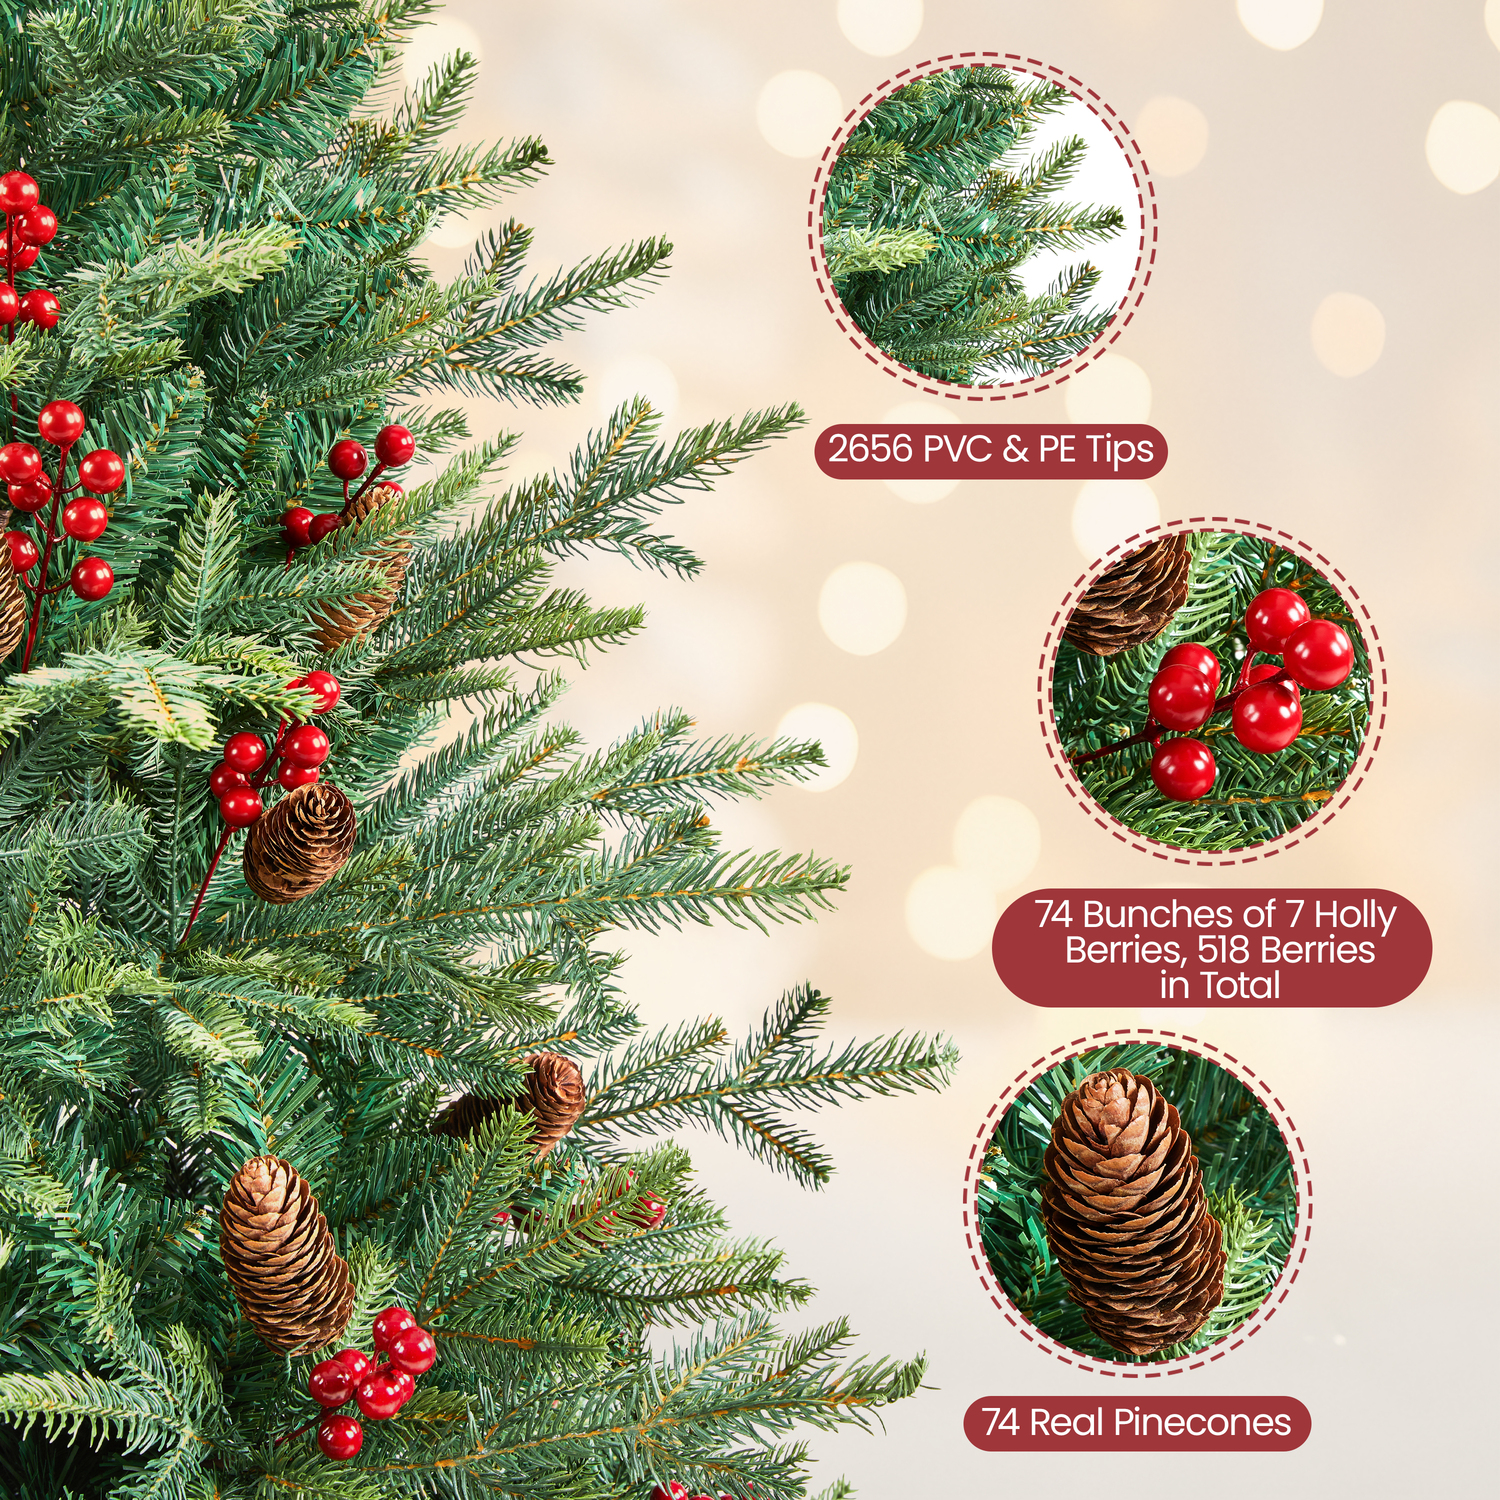 2656 PVC & PE Tips
74 Bunches of 7 Holly
Berries, 518 Berries
in Total
74 Real Pinecones